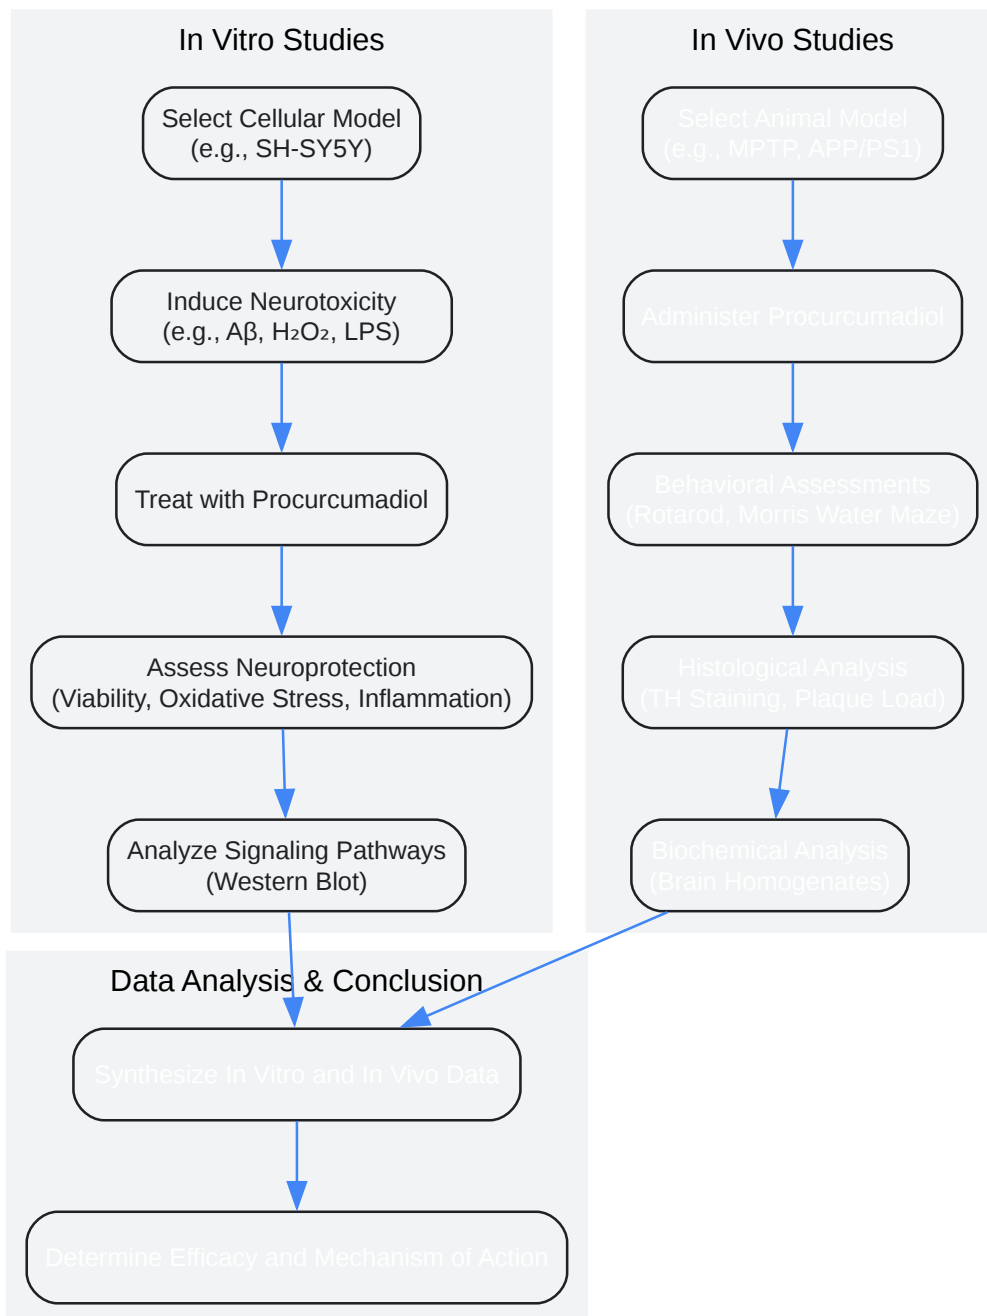 In Vitro Studies
Select Cellular Model
(e.g., SH-SY5Y)
Induce Neurotoxicity
(e.g., Aβ, H₂O₂, LPS)
Treat with Procurcumadiol
Assess Neuroprotection
(Viability, Oxidative Stress, Inflammation)
Analyze Signaling Pathways
(Western Blot)
In Vivo Studies
Select Animal Model
(e.g., MPTP, APP/PS1)
Administer Procurcumadiol
Behavioral Assessments
(Rotarod, Morris Water Maze)
Histological Analysis
(TH Staining, Plaque Load)
Biochemical Analysis
(Brain Homogenates)
Data Analysis & Conclusion
Synthesize In Vitro and In Vivo Data
Determine Efficacy and Mechanism of Action